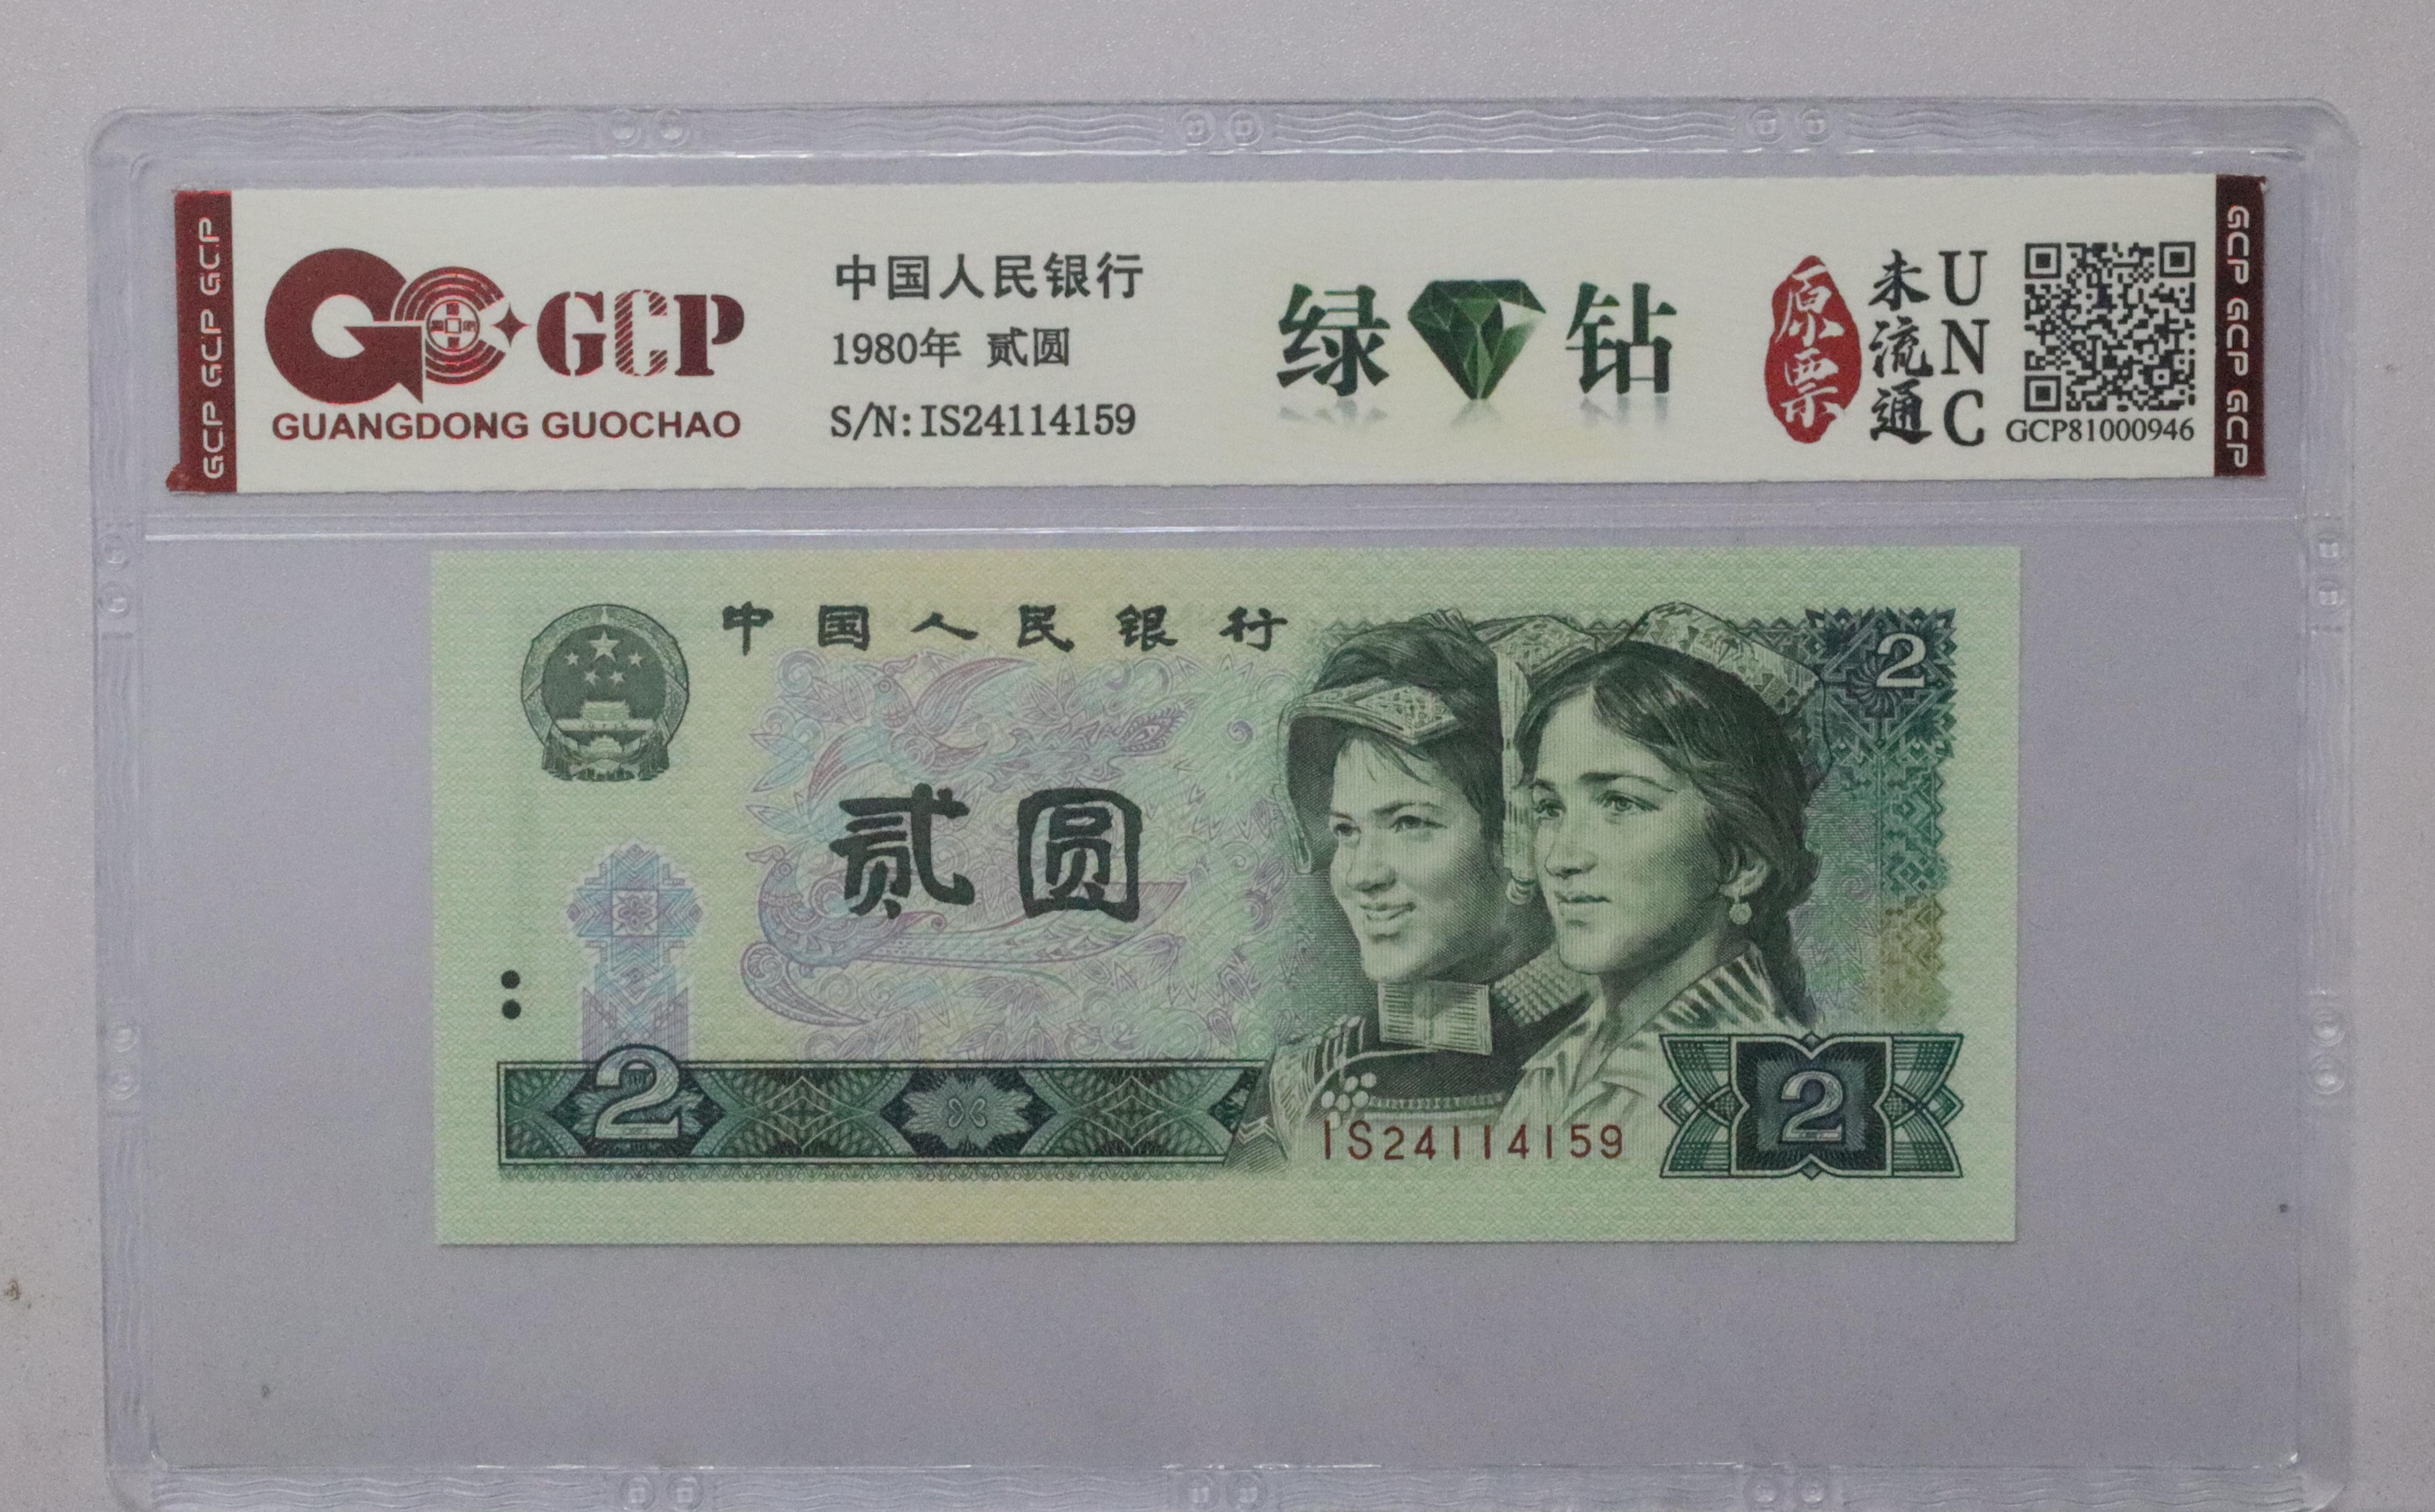 GCP GCP GCP
GCP
GUANGDONG GUOCHAO
中国人民银行
1980年 贰圆
S/N: IS24114159
绿钻
原票
未流通
UNC
GCP81000946
GCP GCP GCP
中国人民银行
2
贰圆
2
IS24114159
2